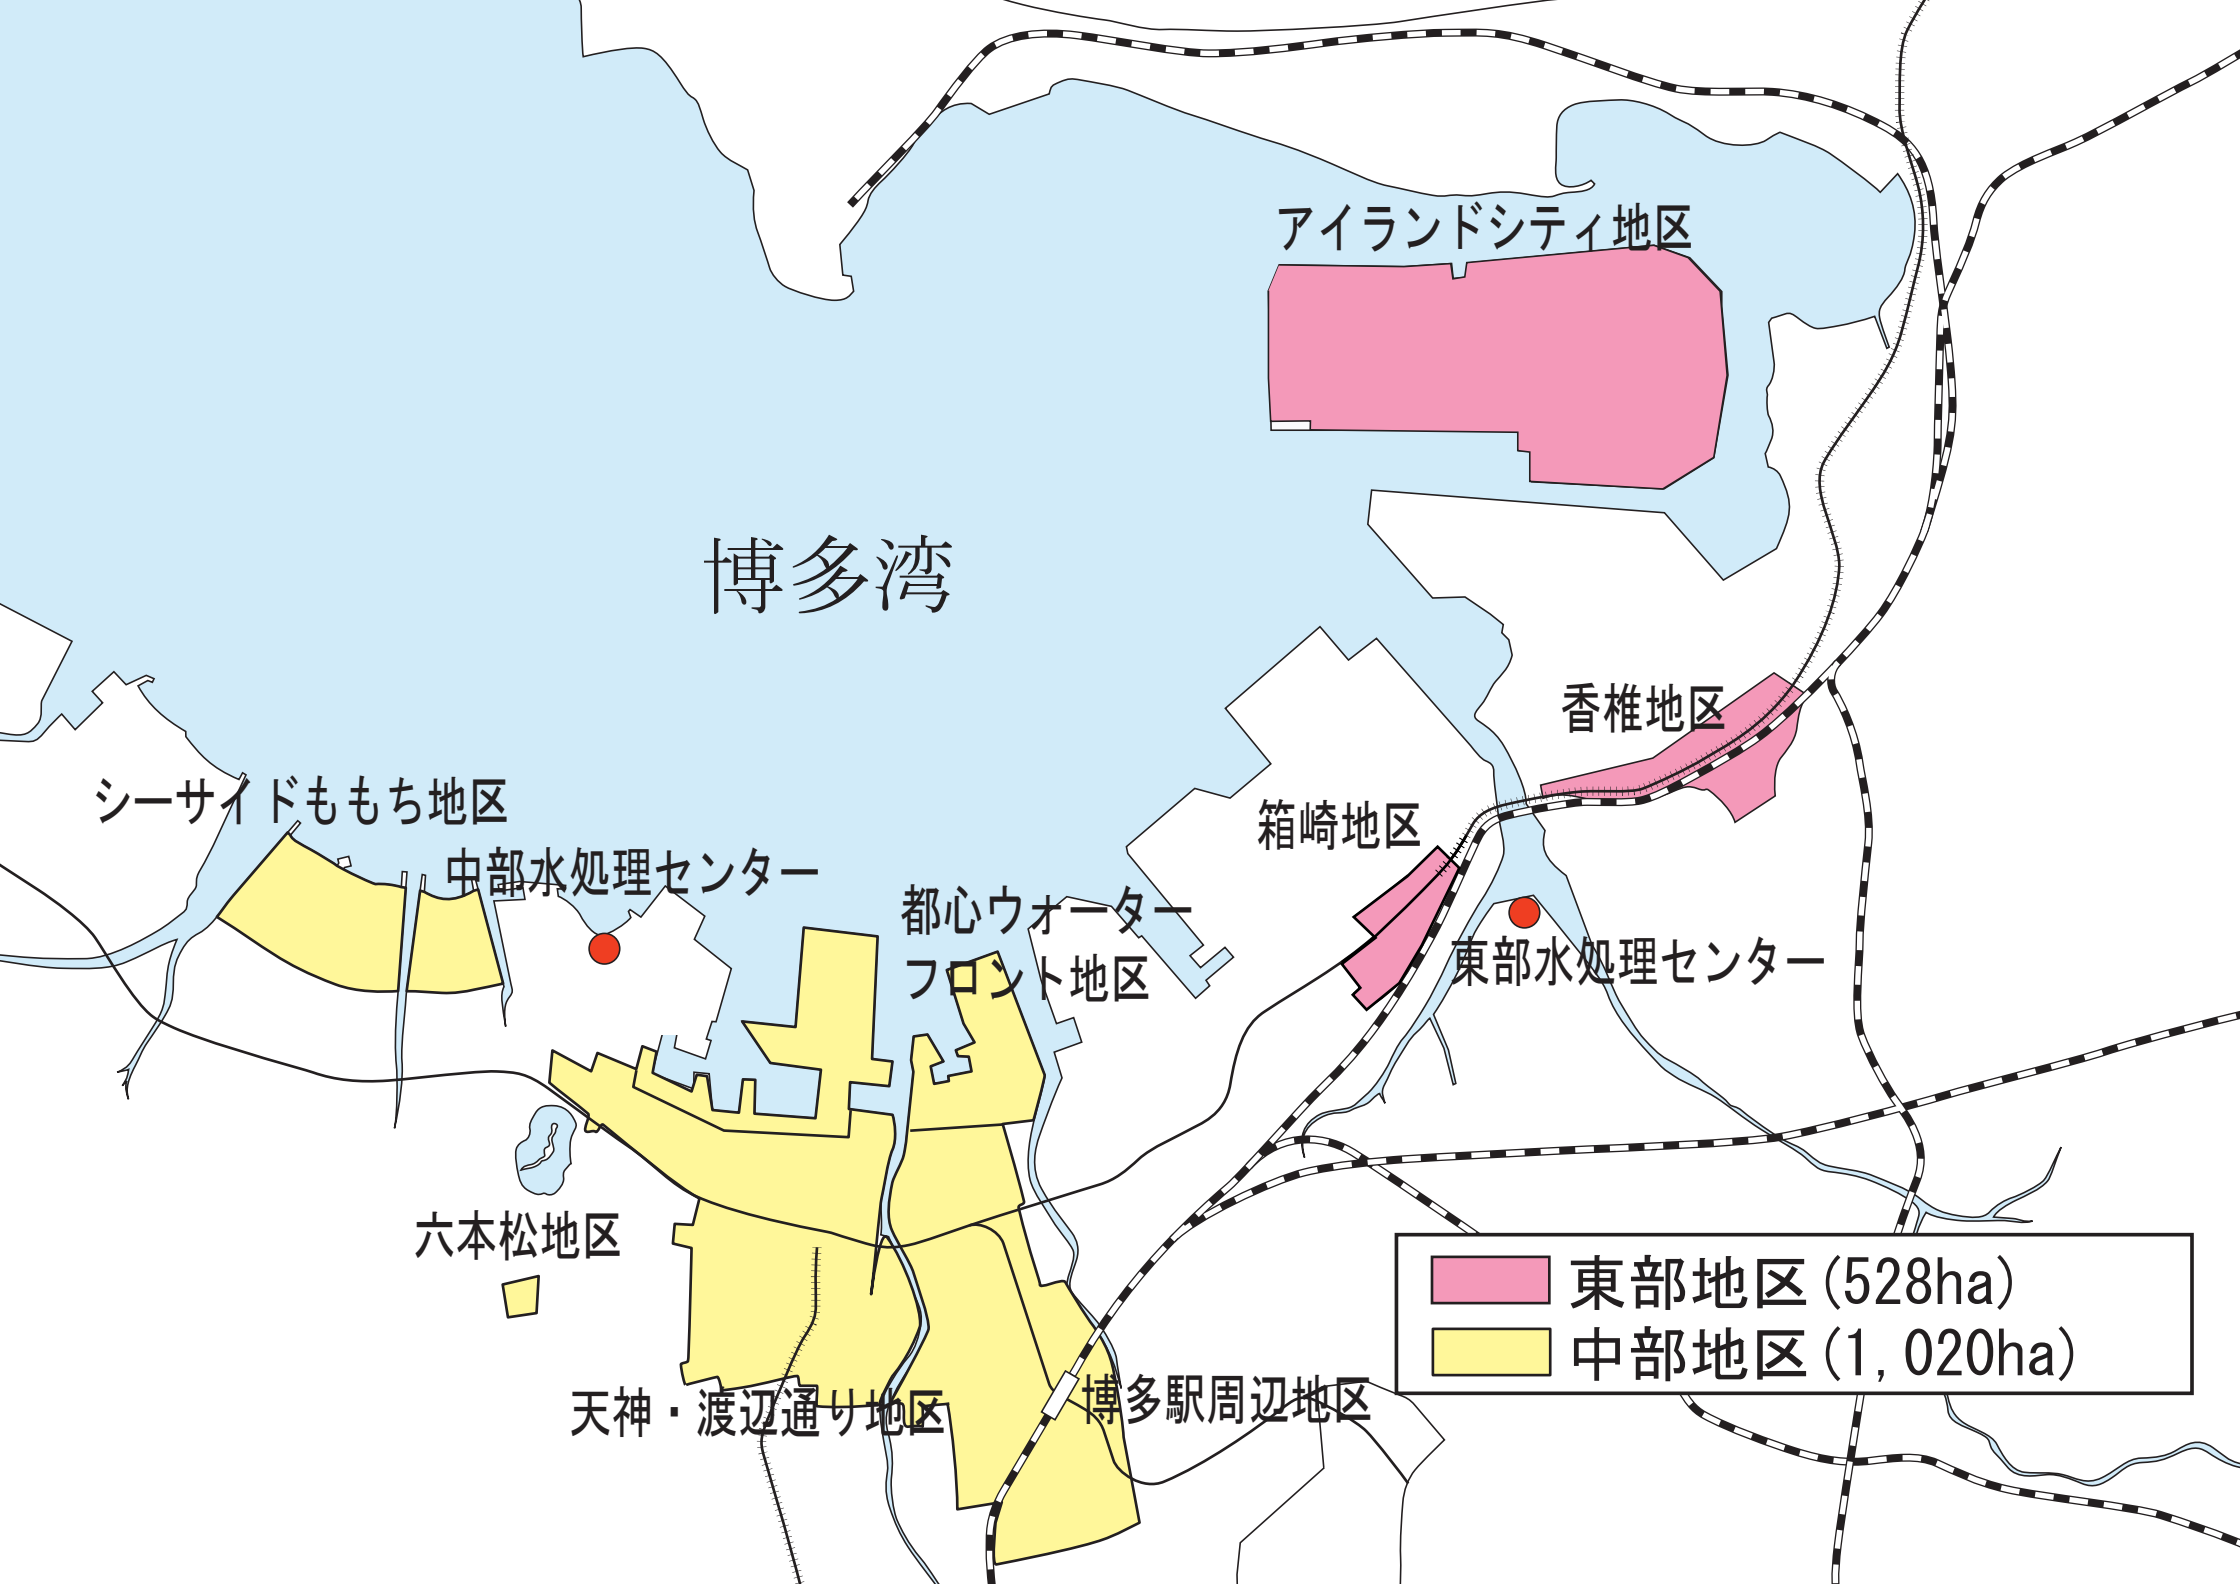 アイランドシティ地区
博多湾
香椎地区
シーサイドももち地区
箱崎地区
中部水処理センター
都心ウォーター
フロント地区
東部水処理センター
六本松地区
東部地区(528ha)
中部地区(1,020ha)
天神・渡辺通り地区
博多駅周辺地区